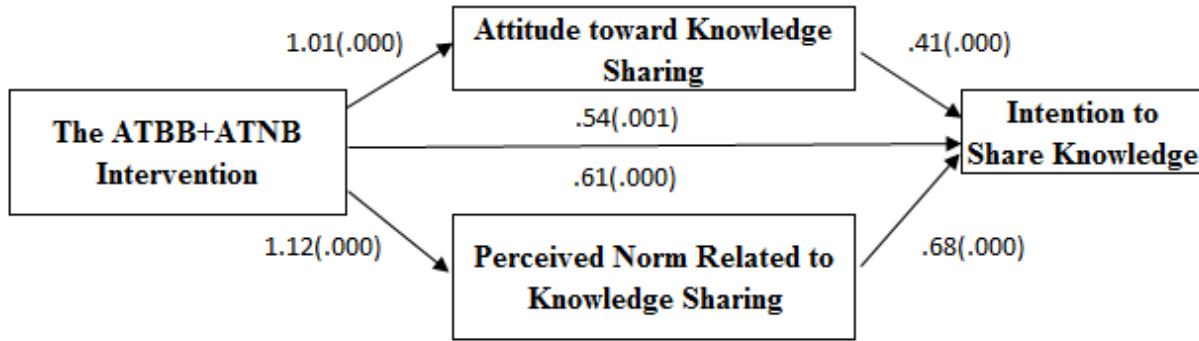 1.01(.000)
Attitude toward Knowledge
Sharing
.41(.000)
The ATBB+ATNB
Intervention
.54(.001)
.61(.000)
Intention to
Share Knowledge
1.12(.000)
Perceived Norm Related to
Knowledge Sharing
.68(.000)